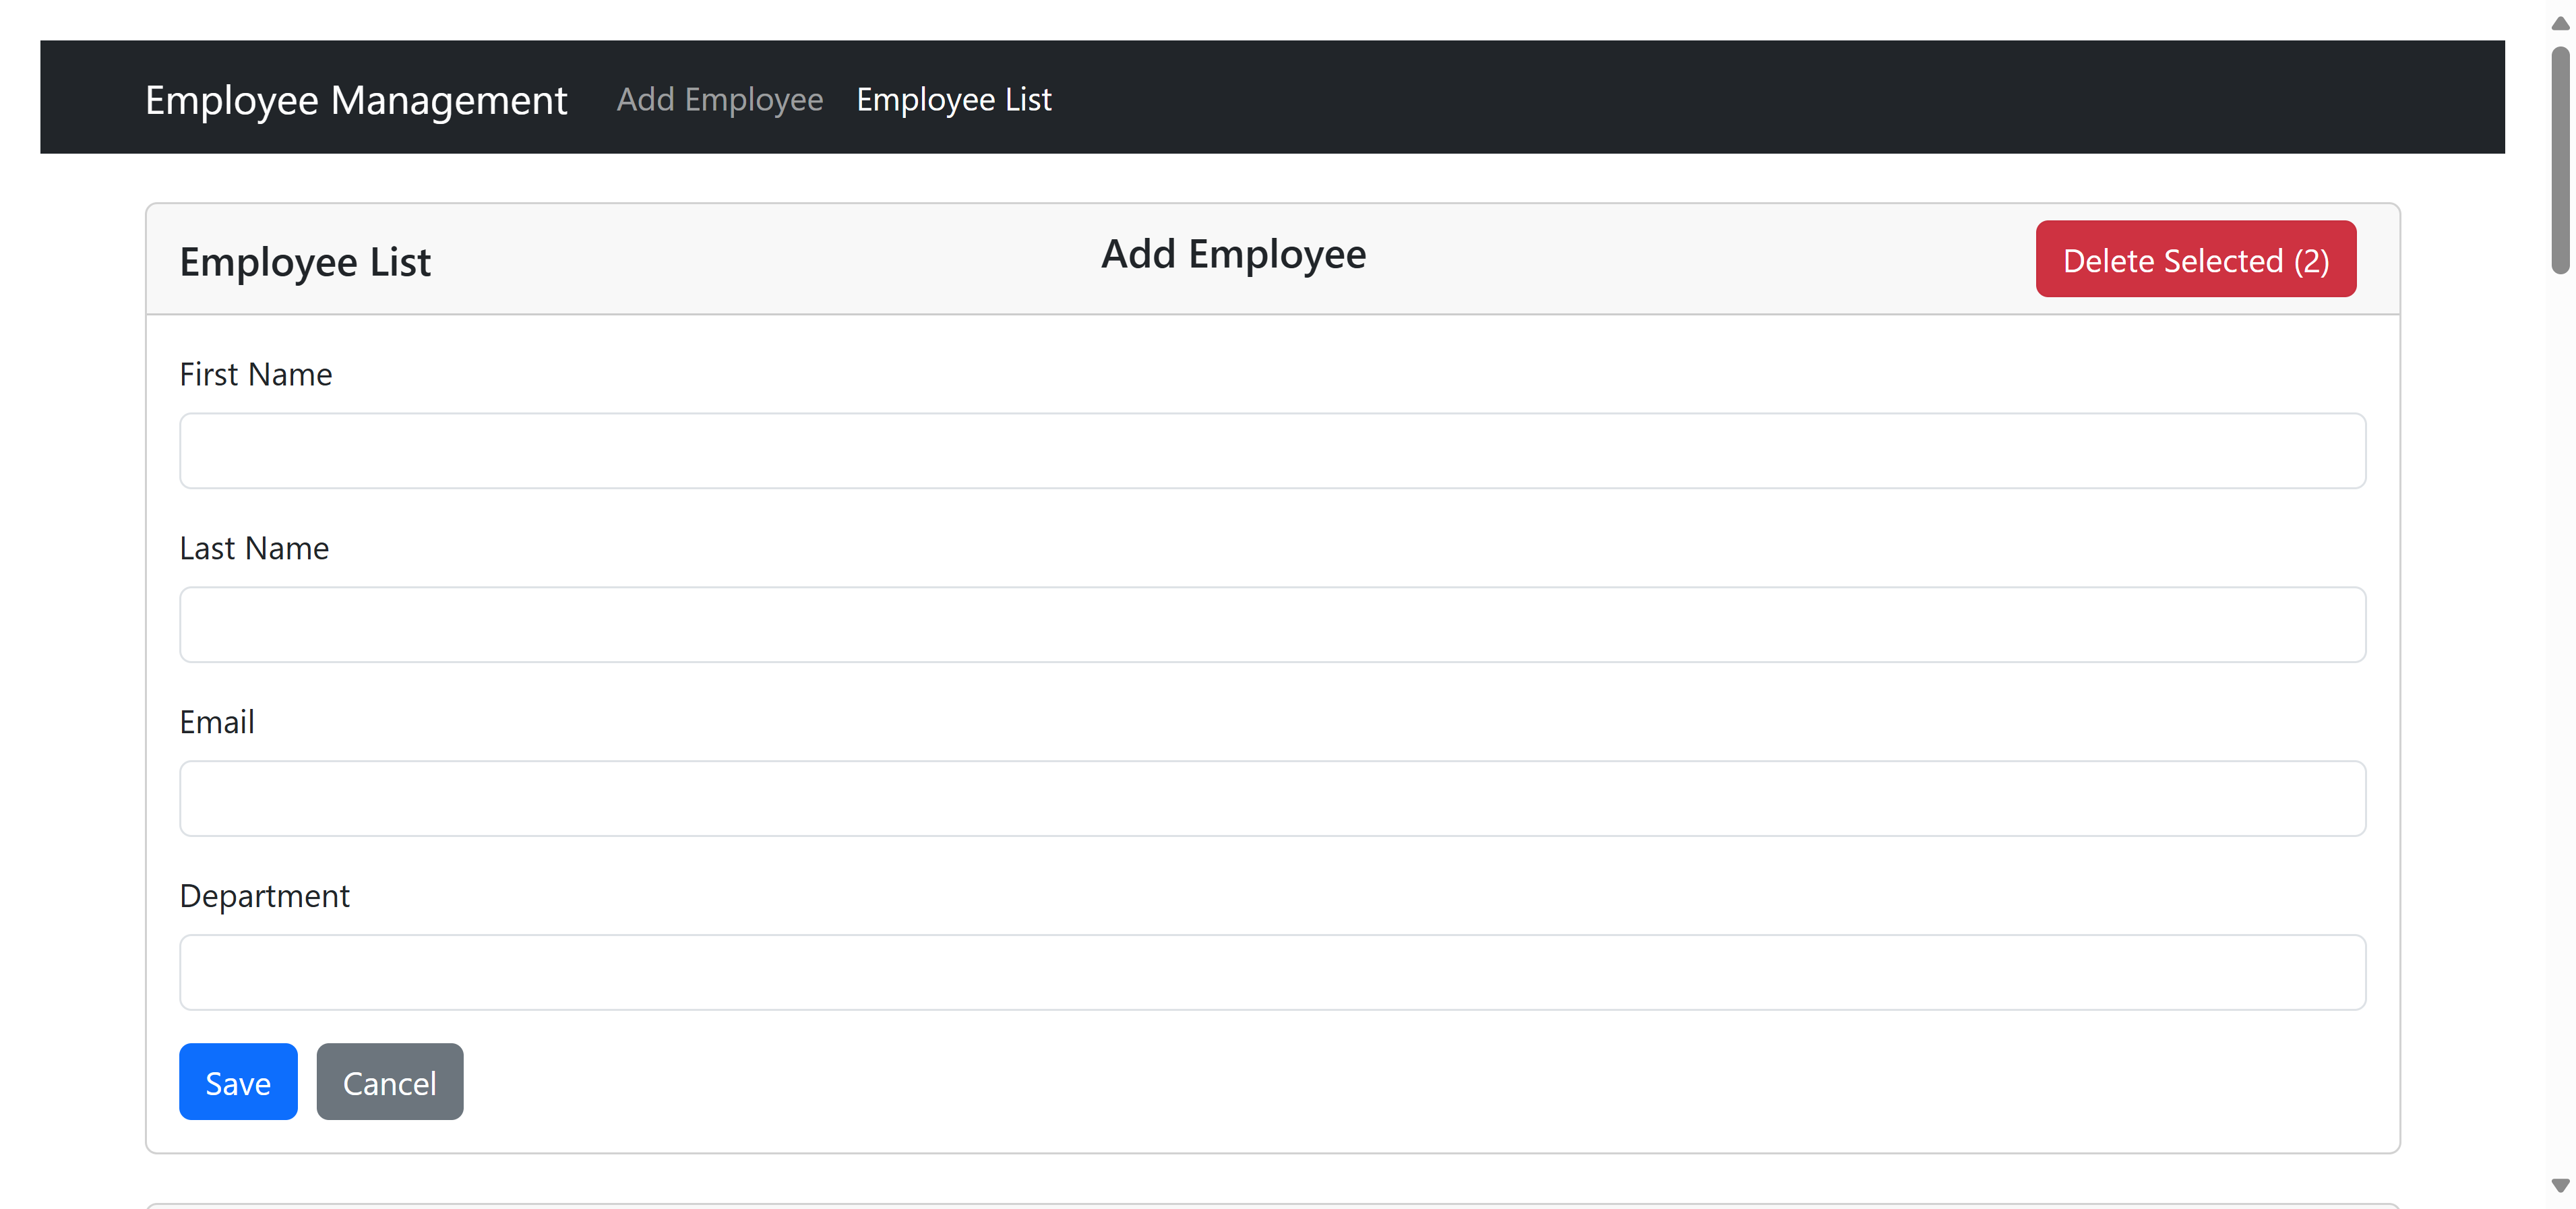 Employee Management Add Employee Employee List
Employee List Add Employee Delete Selected (2)
First Name
Last Name
Email
Department
Save Cancel